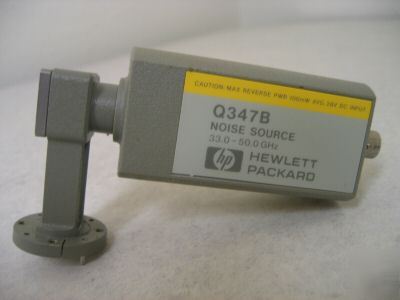 CAUTION: MAX REVERSE PWR 100MW AVG, 28V DC INPUT
Q347B
NOISE SOURCE
33.0-50.0 GHz
hp HEWLETT
PACKARD